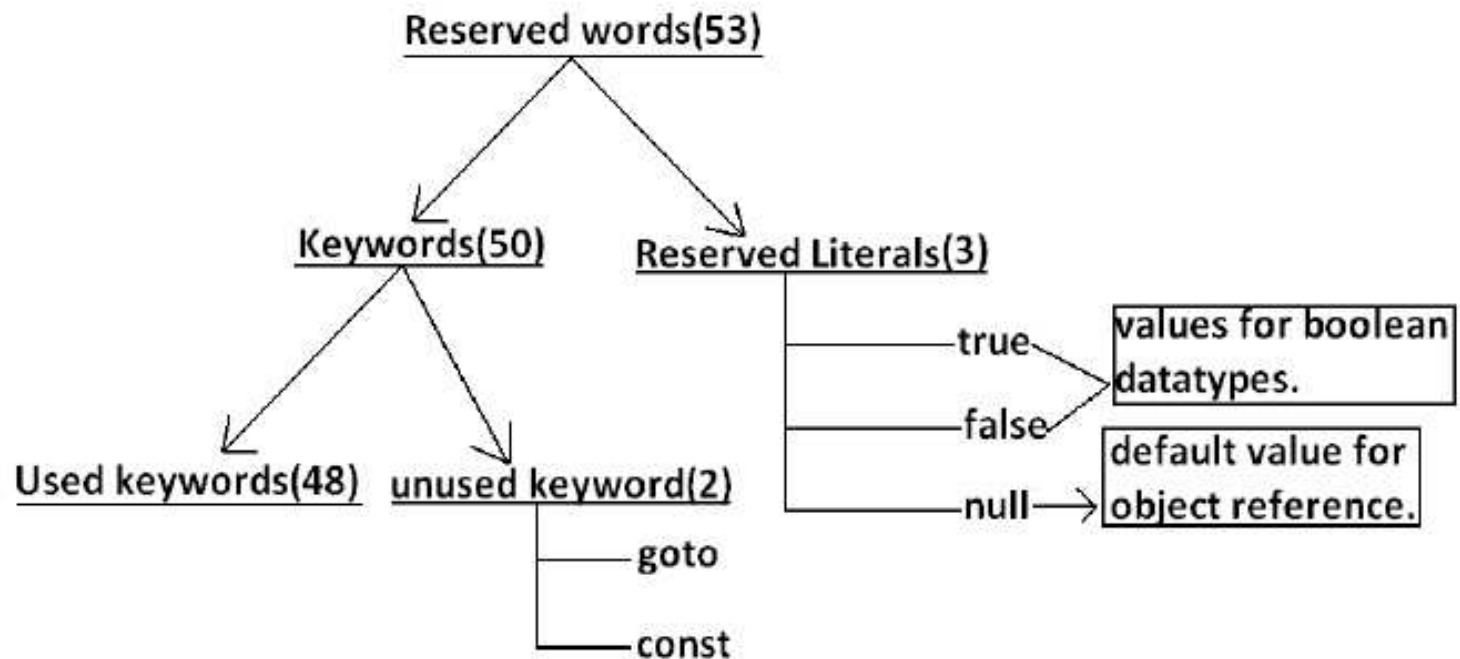 Reserved words(53)
Keywords(50)
Reserved Literals(3)
true
values for boolean
datatypes.
false
default value for
object reference.
null
Used keywords(48)
unused keyword(2)
goto
const